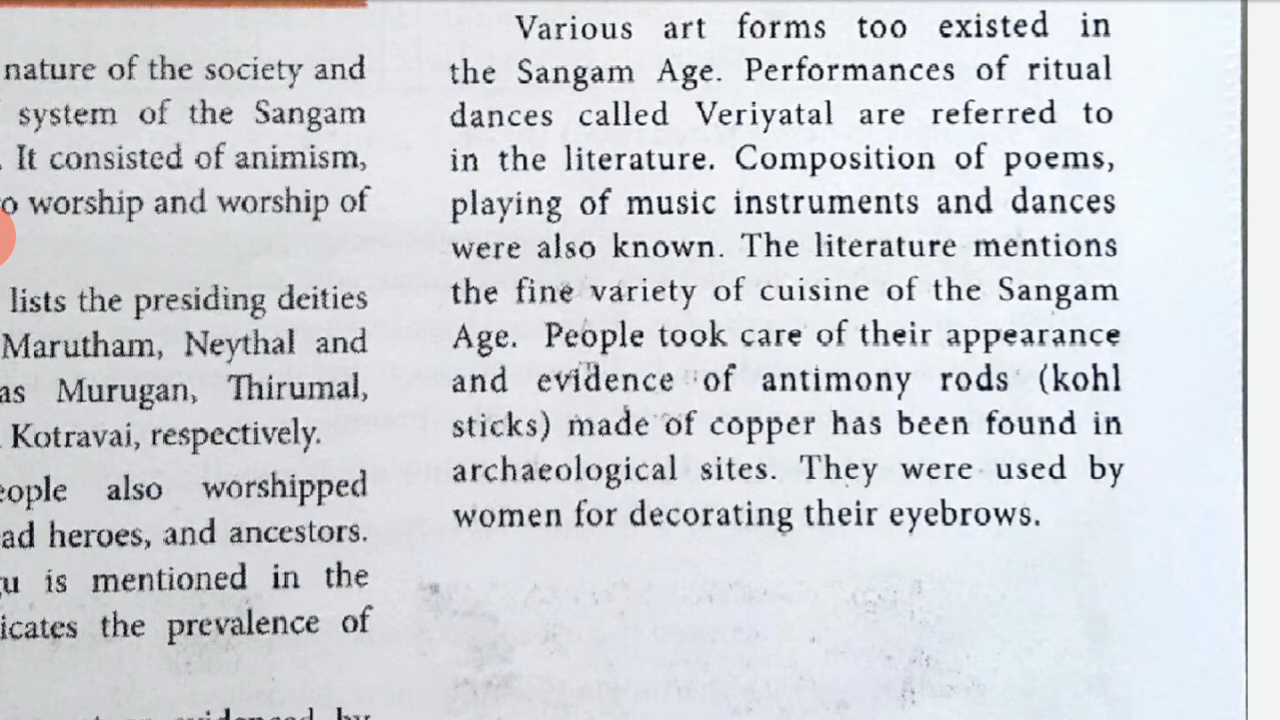 nature of the society and
system of the Sangam
. It consisted of animism,
worship and worship of
lists the presiding deities
Marutham, Neythal and
as Murugan, Thirumal,
Kotravai, respectively.
also worshipped
heroes, and ancestors.
is mentioned in the
the prevalence of
Various art forms too existed in
the Sangam Age. Performances of ritual
dances called Veriyatal are referred to
in the literature. Composition of poems,
playing of music instruments and dances
were also known. The literature mentions
the fine variety of cuisine of the Sangam
Age. People took care of their appearance
and evidence of antimony rods (kohl
sticks) made of copper has been found in
archaeological sites. They were used by
women for decorating their eyebrows.